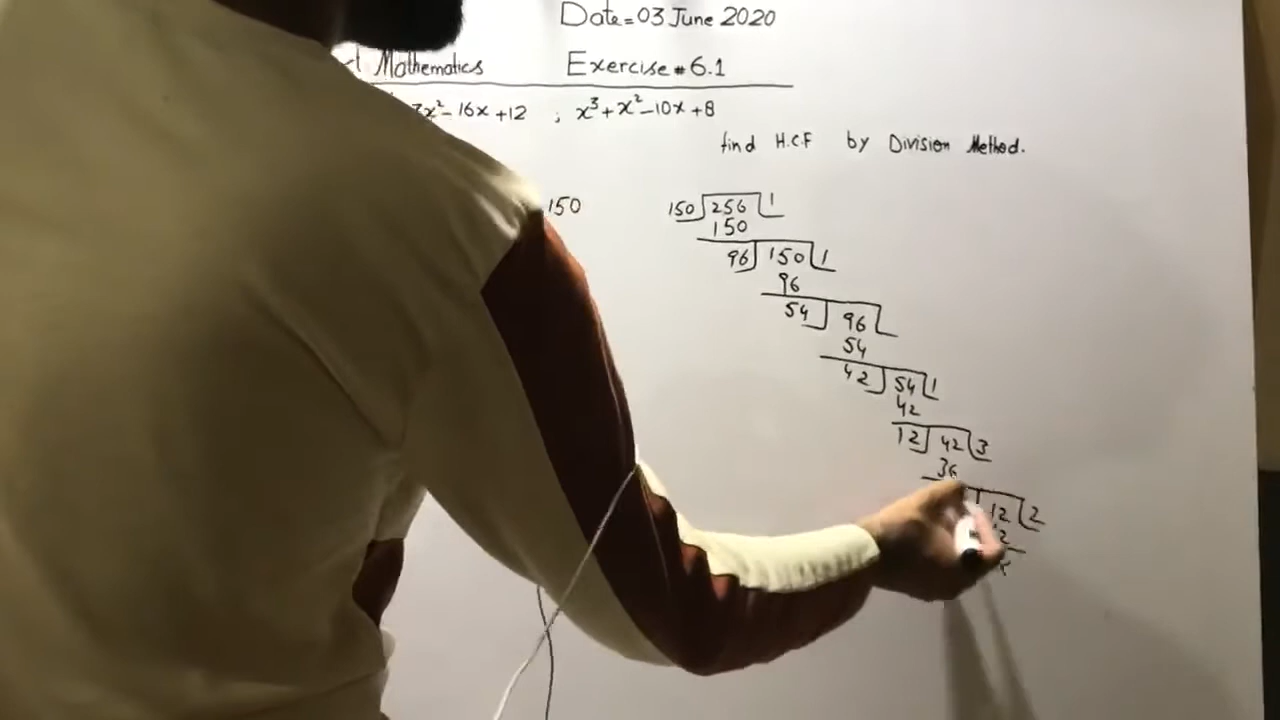 Date = 03 June 2020
Mathematics Exercise # 6.1
3x² - 16x + 12 ; x³ + x² - 10x + 8
find H.C.F by Division Method.
150
150 256 1
150
96 150 1
96
54 96
54
42 54 1
42
12 42 3
36
12 2